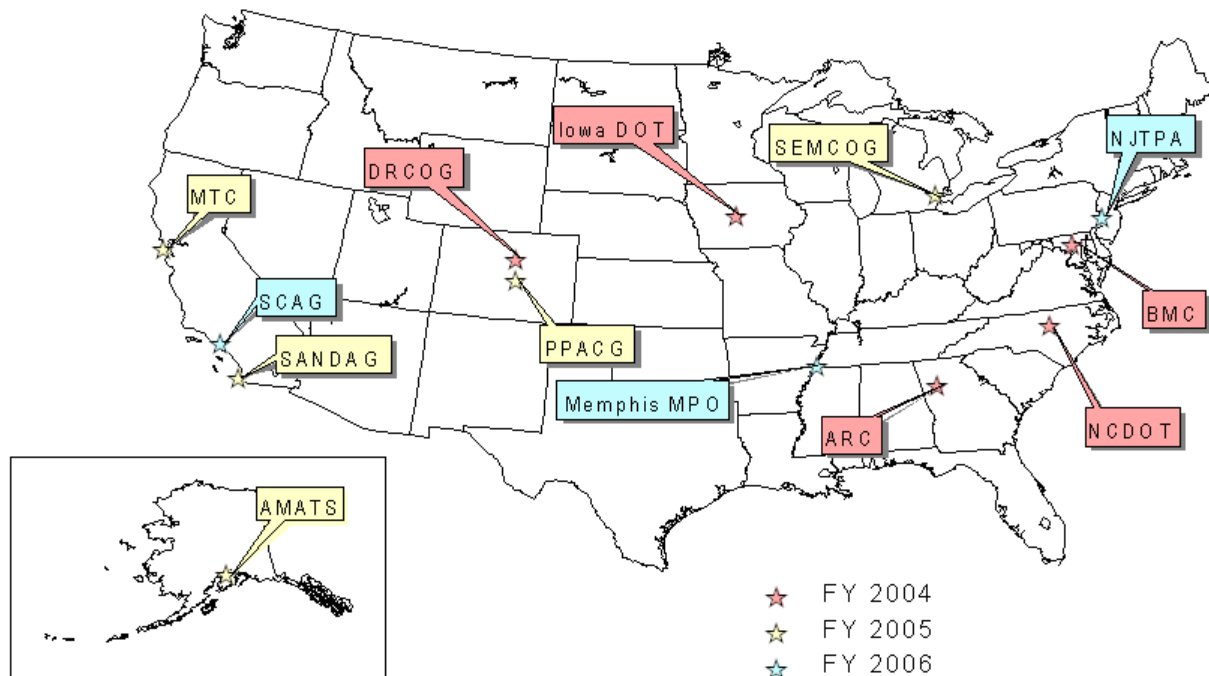 Iowa DOT
SEMCOG
NJTPA
DRCOG
MTC
SCAG
BMC
SANDAG
PPACG
Memphis MPO
ARC
NCDOT
AMATS
FY 2004
FY 2005
FY 2006